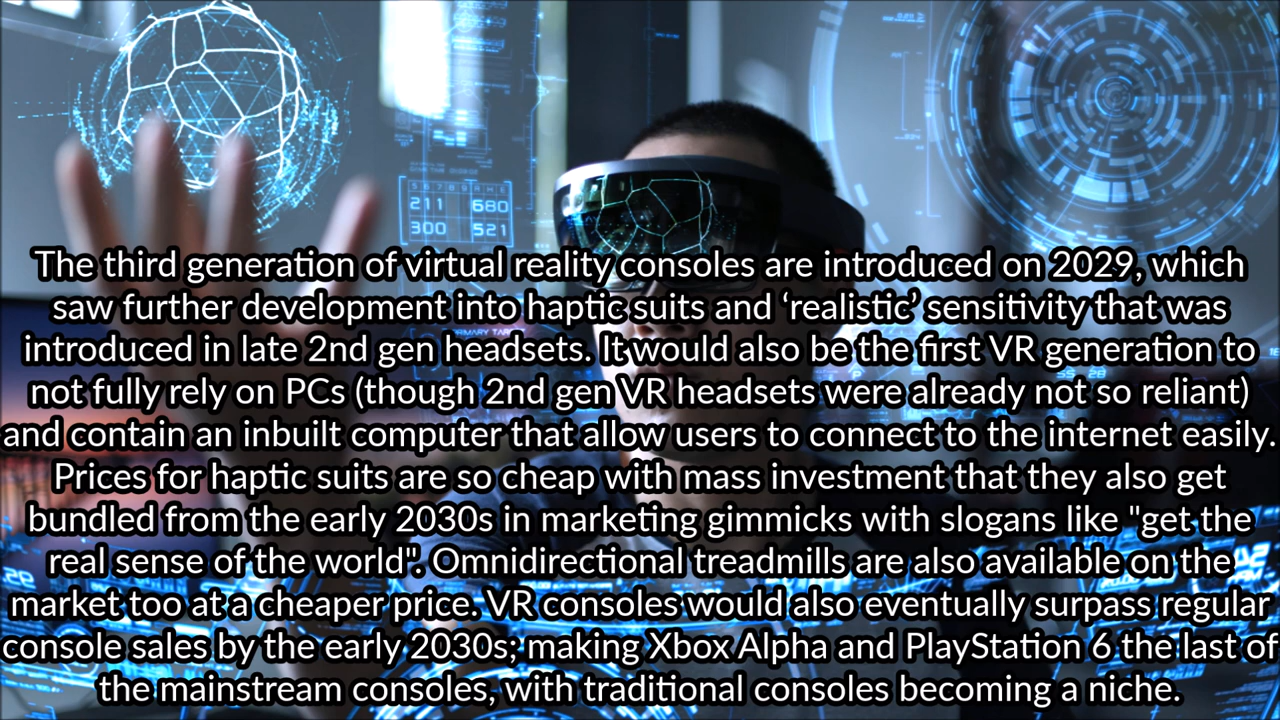 211 680
300 521
The third generation of virtual reality consoles are introduced on 2029, which
saw further development into haptic suits and ‘realistic’ sensitivity that was
introduced in late 2nd gen headsets. It would also be the first VR generation to
not fully rely on PCs (though 2nd gen VR headsets were already not so reliant)
and contain an inbuilt computer that allow users to connect to the internet easily.
Prices for haptic suits are so cheap with mass investment that they also get
bundled from the early 2030s in marketing gimmicks with slogans like "get the
real sense of the world". Omnidirectional treadmills are also available on the
market too at a cheaper price. VR consoles would also eventually surpass regular
console sales by the early 2030s; making Xbox Alpha and PlayStation 6 the last of
the mainstream consoles, with traditional consoles becoming a niche.